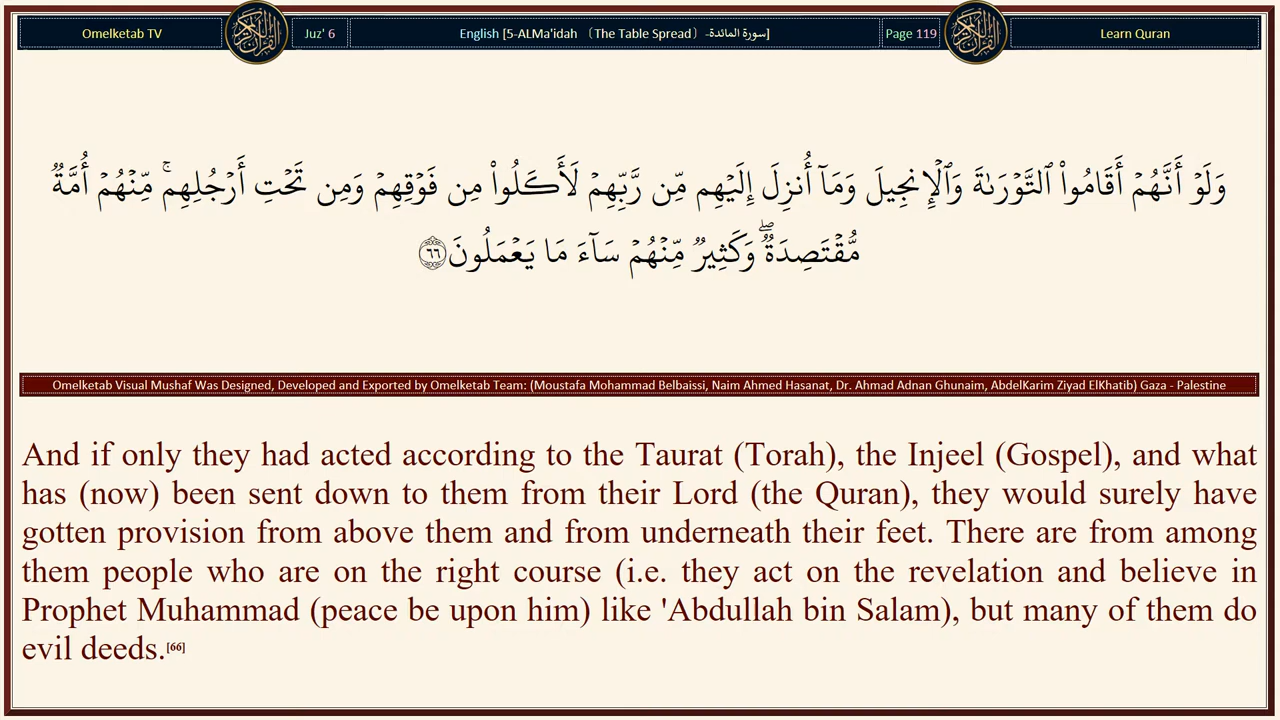 Omelketab TV
Juz' 6
English [5-ALMa'idah (The Table Spread) -سورة المائدة]
Page 119
Learn Quran
وَلَوۡ أَنَّهُمۡ أَقَامُواْ ٱلتَّوۡرَىٰةَ وَٱلۡإِنجِيلَ وَمَآ أُنزِلَ إِلَيۡهِم مِّن رَّبِّهِمۡ لَأَكَلُواْ مِن فَوۡقِهِمۡ وَمِن تَحۡتِ أَرۡجُلِهِمۚ مِّنۡهُمۡ أُمَّةٞ
مُّقۡتَصِدَةٞۖ وَكَثِيرٞ مِّنۡهُمۡ سَآءَ مَا يَعۡمَلُونَ ٦٦
Omelketab Visual Mushaf Was Designed, Developed and Exported by Omelketab Team: (Moustafa Mohammad Belbaissi, Naim Ahmed Hasanat, Dr. Ahmad Adnan Ghunaim, AbdelKarim Ziyad ElKhatib) Gaza - Palestine
And if only they had acted according to the Taurat (Torah), the Injeel (Gospel), and what
has (now) been sent down to them from their Lord (the Quran), they would surely have
gotten provision from above them and from underneath their feet. There are from among
them people who are on the right course (i.e. they act on the revelation and believe in
Prophet Muhammad (peace be upon him) like 'Abdullah bin Salam), but many of them do
evil deeds.[66]